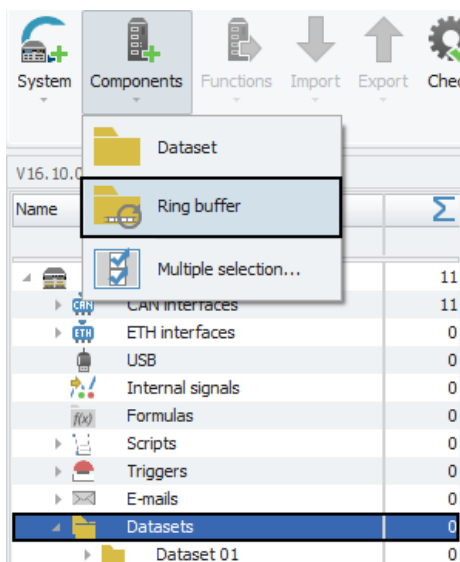 System Components Functions Import Export Chec
Dataset
V16.10.0
Ring buffer
Name Σ
Multiple selection...
11
CAN CAN interfaces 11
ETH ETH interfaces 0
USB 0
Internal signals 0
f(x) Formulas 0
Scripts 0
Triggers 0
E-mails 0
Datasets 0
Dataset 01 0